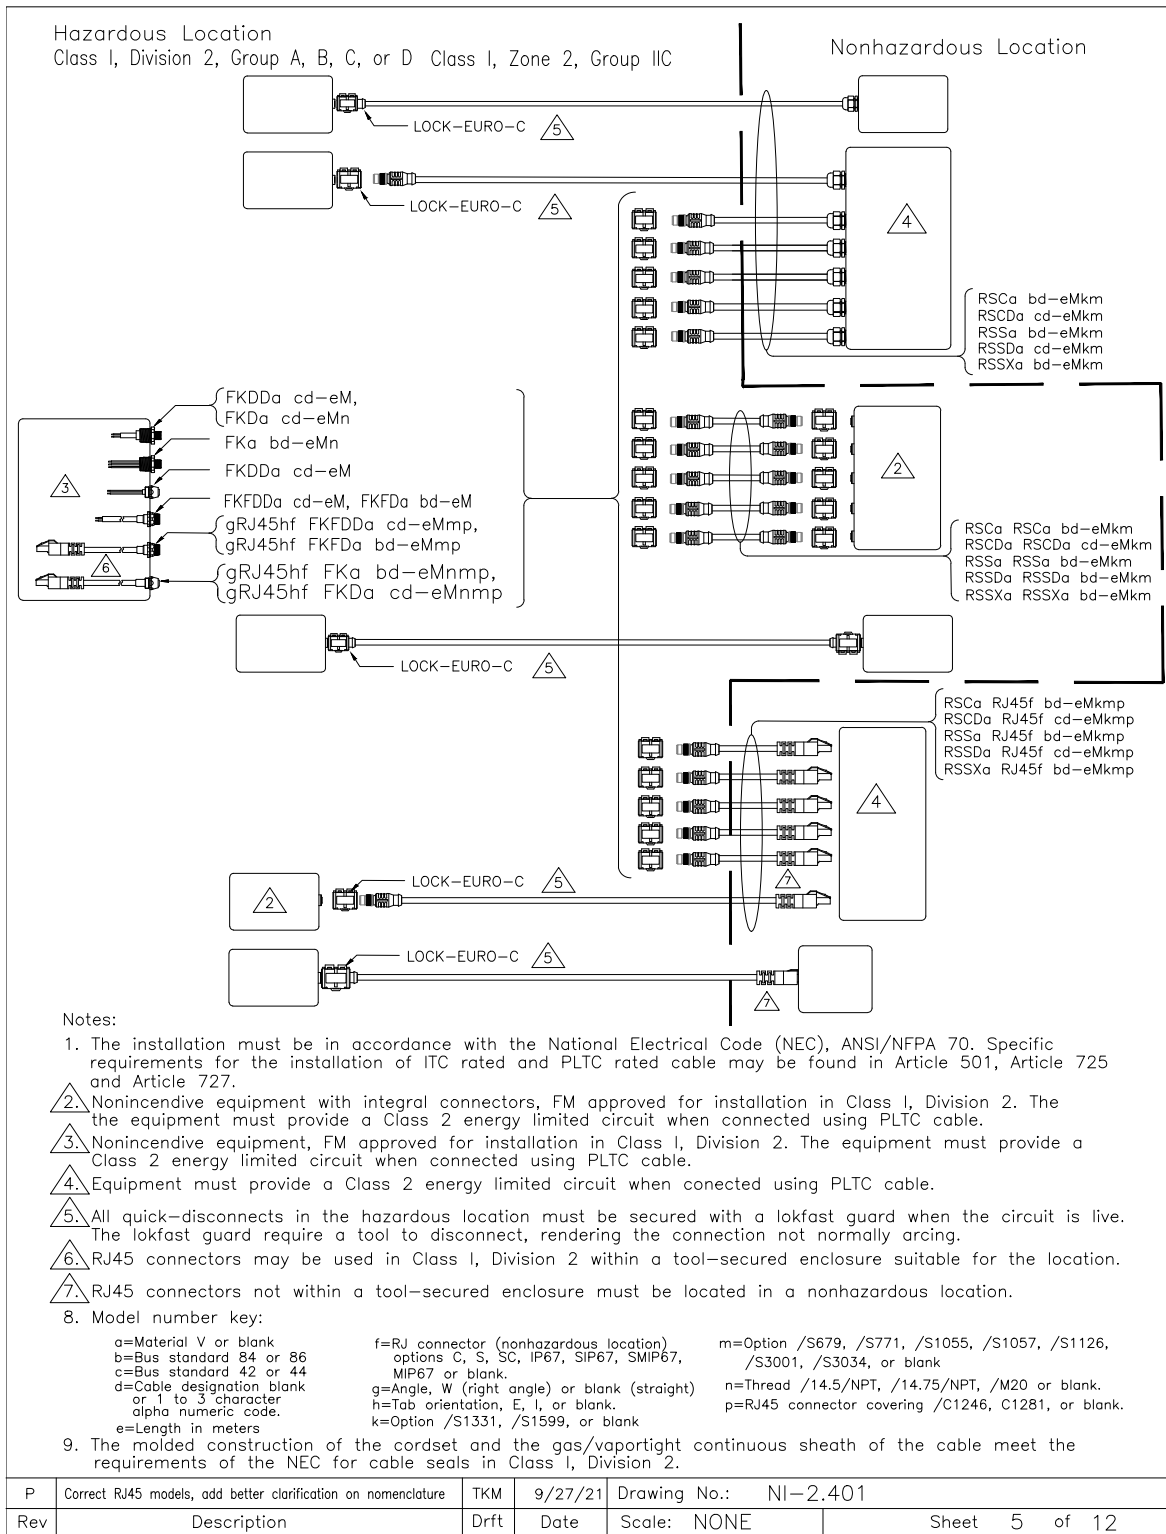 Hazardous Location
Class I, Division 2, Group A, B, C, or D  Class I, Zone 2, Group IIC
Nonhazardous Location
LOCK-EURO-C 5
LOCK-EURO-C 5
4
RSCa bd-eMkm
RSCDa cd-eMkm
RSSa bd-eMkm
RSSDa cd-eMkm
RSSXa bd-eMkm
FKDDa cd-eM,
FKDa cd-eMn
FKa bd-eMn
FKDDa cd-eM
FKFDDa cd-eM, FKFDa bd-eM
gRJ45hf FKFDDa cd-eMmp,
gRJ45hf FKFDa bd-eMmp
gRJ45hf FKa bd-eMnmp,
gRJ45hf FKDa cd-eMnmp
3
6
2
RSCa RSCa bd-eMkm
RSCDa RSCDa cd-eMkm
RSSa RSSa bd-eMkm
RSSDa RSSDa bd-eMkm
RSSXa RSSXa bd-eMkm
LOCK-EURO-C 5
RSCa RJ45f bd-eMkmp
RSCDa RJ45f cd-eMkmp
RSSa RJ45f bd-eMkmp
RSSDa RJ45f cd-eMkmp
RSSXa RJ45f bd-eMkmp
4
7
2
LOCK-EURO-C 5
LOCK-EURO-C 5
7
Notes:
1. The installation must be in accordance with the National Electrical Code (NEC), ANSI/NFPA 70. Specific
requirements for the installation of ITC rated and PLTC rated cable may be found in Article 501, Article 725
and Article 727.
2. Nonincendive equipment with integral connectors, FM approved for installation in Class I, Division 2. The
the equipment must provide a Class 2 energy limited circuit when connected using PLTC cable.
3. Nonincendive equipment, FM approved for installation in Class I, Division 2. The equipment must provide a
Class 2 energy limited circuit when connected using PLTC cable.
4. Equipment must provide a Class 2 energy limited circuit when conected using PLTC cable.
5. All quick-disconnects in the hazardous location must be secured with a lokfast guard when the circuit is live.
The lokfast guard require a tool to disconnect, rendering the connection not normally arcing.
6. RJ45 connectors may be used in Class I, Division 2 within a tool-secured enclosure suitable for the location.
7. RJ45 connectors not within a tool-secured enclosure must be located in a nonhazardous location.
8. Model number key:
a=Material V or blank
b=Bus standard 84 or 86
c=Bus standard 42 or 44
d=Cable designation blank
or 1 to 3 character
alpha numeric code.
e=Length in meters
f=RJ connector (nonhazardous location)
options C, S, SC, IP67, SIP67, SMIP67,
MIP67 or blank.
g=Angle, W (right angle) or blank (straight)
h=Tab orientation, E, I, or blank.
k=Option /S1331, /S1599, or blank
m=Option /S679, /S771, /S1055, /S1057, /S1126,
/S3001, /S3034, or blank
n=Thread /14.5/NPT, /14.75/NPT, /M20 or blank.
p=RJ45 connector covering /C1246, C1281, or blank.
9. The molded construction of the cordset and the gas/vaportight continuous sheath of the cable meet the
requirements of the NEC for cable seals in Class I, Division 2.
P  Correct RJ45 models, add better clarification on nomenclature  TKM  9/27/21  Drawing No.:  NI-2.401
Rev  Description  Drft  Date  Scale: NONE  Sheet 5 of 12